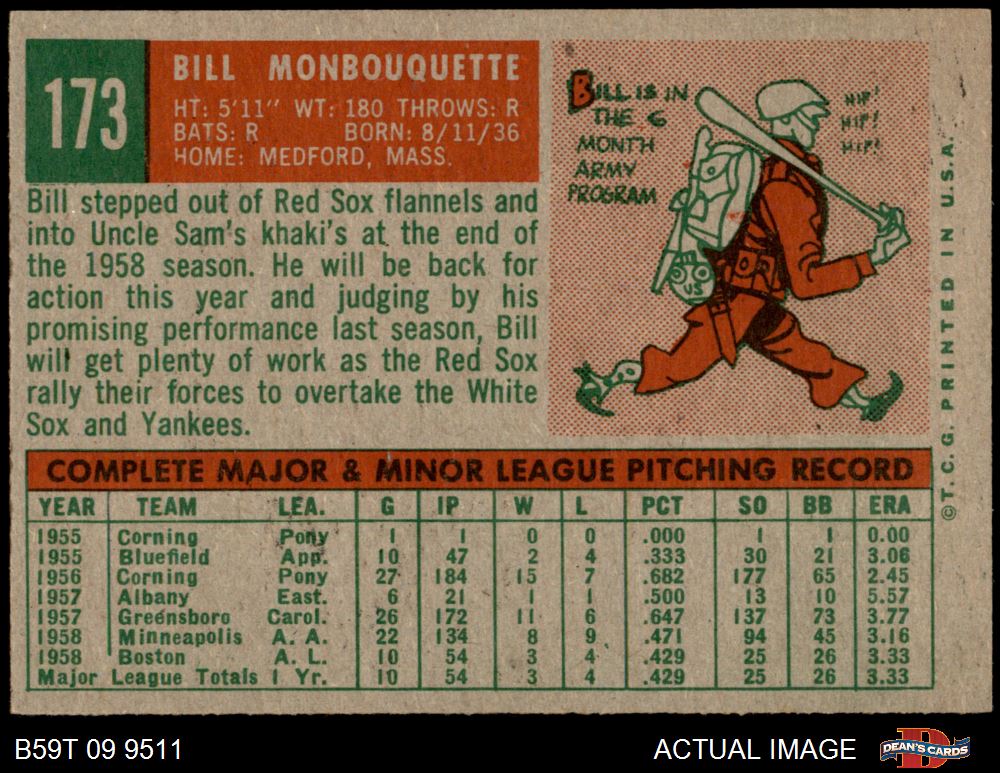 173
BILL MONBOUQUETTE
HT: 5'11" WT: 180 THROWS: R
BATS: R BORN: 8/11/36
HOME: MEDFORD, MASS.
BILL IS IN
THE 6
MONTH
ARMY
PROGRAM
HIP!
HIP!
HIP!
US
Bill stepped out of Red Sox flannels and
into Uncle Sam's khaki's at the end of
the 1958 season. He will be back for
action this year and judging by his
promising performance last season, Bill
will get plenty of work as the Red Sox
rally their forces to overtake the White
Sox and Yankees.
COMPLETE MAJOR & MINOR LEAGUE PITCHING RECORD
YEAR TEAM LEA. G IP W L PCT SO BB ERA
1955 Corning Pony 1 1 0 0 .000 1 1 0.00
1955 Bluefield App. 10 47 2 4 .333 30 21 3.06
1956 Corning Pony 27 184 15 7 .682 177 65 2.45
1957 Albany East. 6 21 1 1 .500 13 10 5.57
1957 Greensboro Carol. 26 172 11 6 .647 137 73 3.77
1958 Minneapolis A. A. 22 134 8 9 .471 94 45 3.16
1958 Boston A. L. 10 54 3 4 .429 25 26 3.33
Major League Totals 1 Yr. 10 54 3 4 .429 25 26 3.33
©T. C. G. PRINTED IN U.S.A.
B59T 09 9511
ACTUAL IMAGE
DEAN'S CARDS